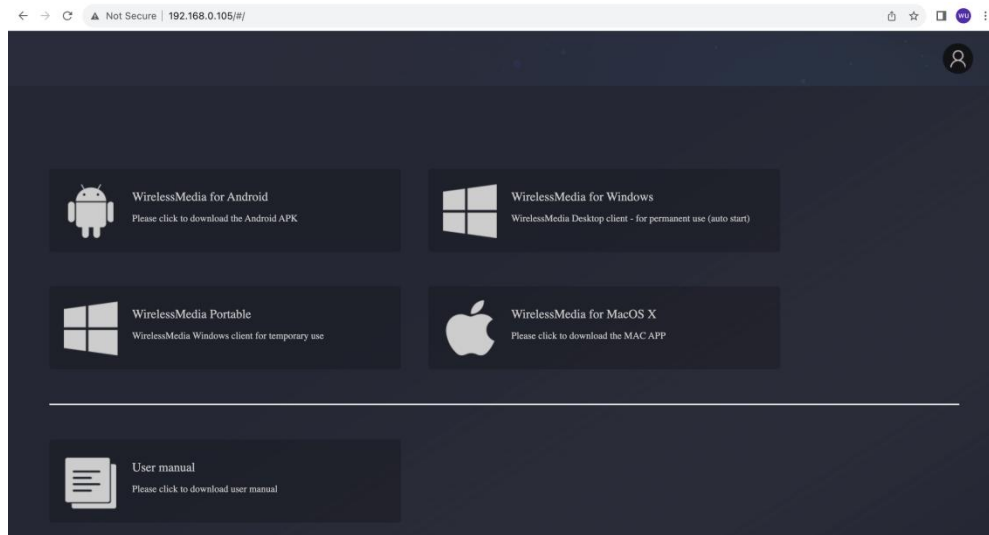 Not Secure | 192.168.0.105/#/
WU
WirelessMedia for Android
Please click to download the Android APK
WirelessMedia for Windows
WirelessMedia Desktop client - for permanent use (auto start)
WirelessMedia Portable
WirelessMedia Windows client for temporary use
WirelessMedia for MacOS X
Please click to download the MAC APP
User manual
Please click to download user manual